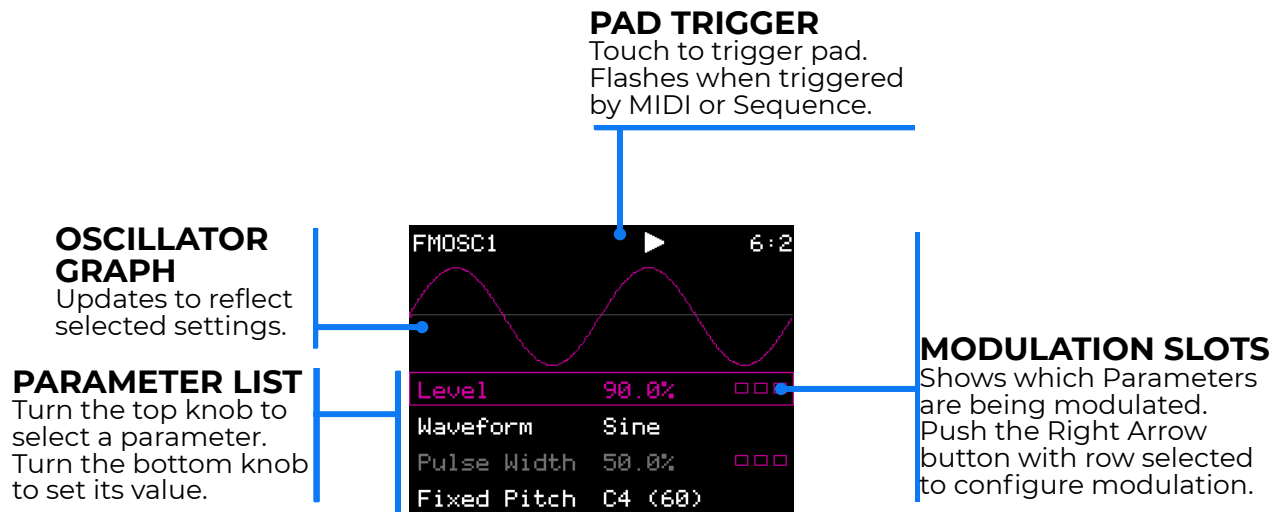 PAD TRIGGER
Touch to trigger pad.
Flashes when triggered
by MIDI or Sequence.
OSCILLATOR
GRAPH
Updates to reflect
selected settings.
PARAMETER LIST
Turn the top knob to
select a parameter.
Turn the bottom knob
to set its value.
FMOSC1 6:2
Level 90.0%
Waveform Sine
Pulse Width 50.0%
Fixed Pitch C4 (60)
MODULATION SLOTS
Shows which Parameters
are being modulated.
Push the Right Arrow
button with row selected
to configure modulation.